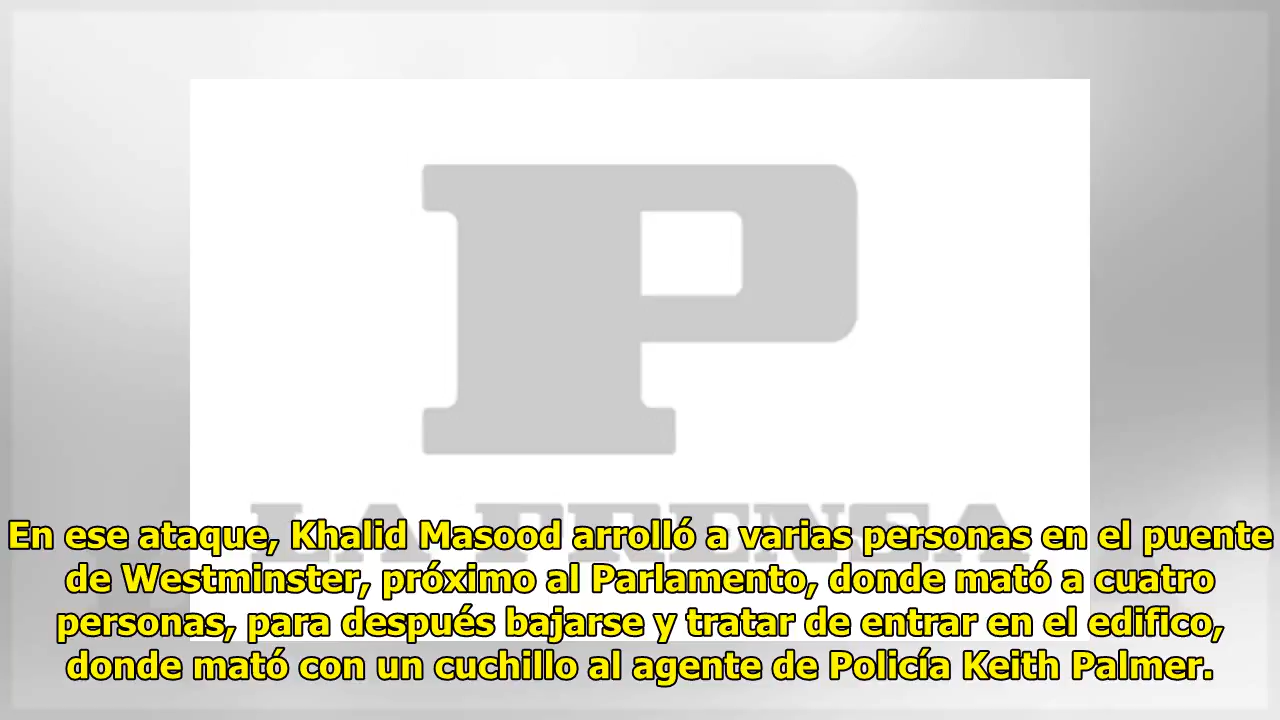 P
LA PRENSA
En ese ataque, Khalid Masood arrolló a varias personas en el puente
de Westminster, próximo al Parlamento, donde mató a cuatro
personas, para después bajarse y tratar de entrar en el edifico,
donde mató con un cuchillo al agente de Policía Keith Palmer.